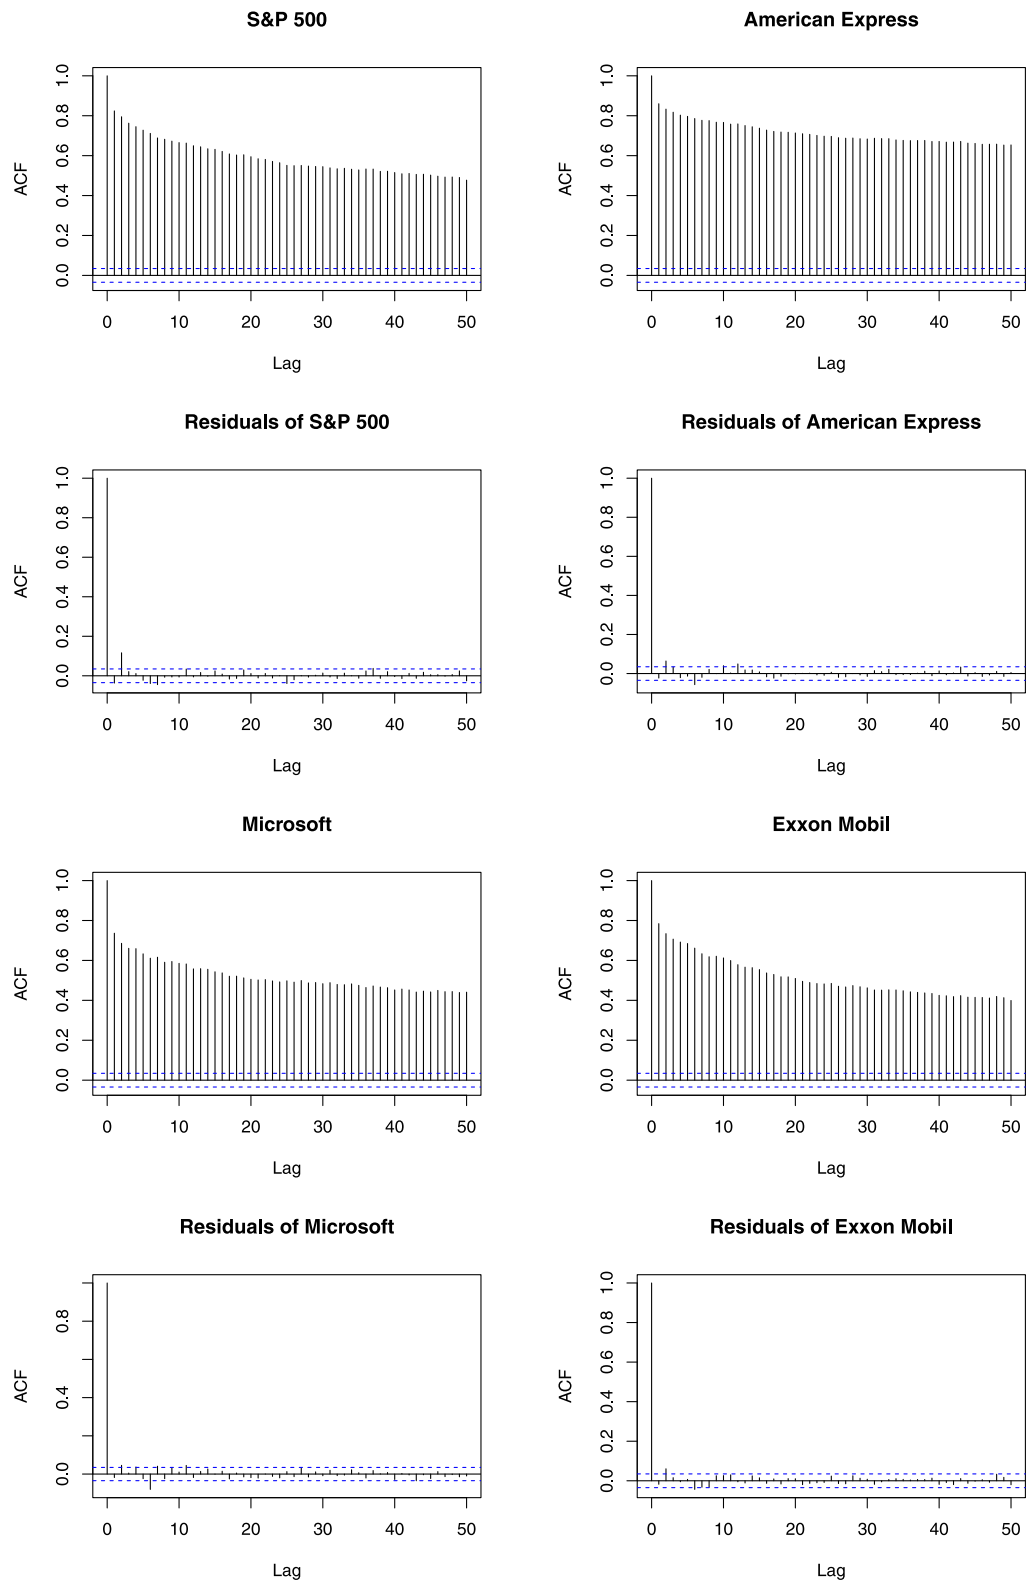 S&P 500
American Express
ACF
0.0 0.2 0.4 0.6 0.8 1.0
0 10 20 30 40 50
Lag
ACF
0.0 0.2 0.4 0.6 0.8 1.0
0 10 20 30 40 50
Lag
Residuals of S&P 500
Residuals of American Express
ACF
0.0 0.2 0.4 0.6 0.8 1.0
0 10 20 30 40 50
Lag
ACF
0.0 0.2 0.4 0.6 0.8 1.0
0 10 20 30 40 50
Lag
Microsoft
Exxon Mobil
ACF
0.0 0.2 0.4 0.6 0.8 1.0
0 10 20 30 40 50
Lag
ACF
0.0 0.2 0.4 0.6 0.8 1.0
0 10 20 30 40 50
Lag
Residuals of Microsoft
Residuals of Exxon Mobil
ACF
0.0 0.4 0.8
0 10 20 30 40 50
Lag
ACF
0.0 0.2 0.4 0.6 0.8 1.0
0 10 20 30 40 50
Lag